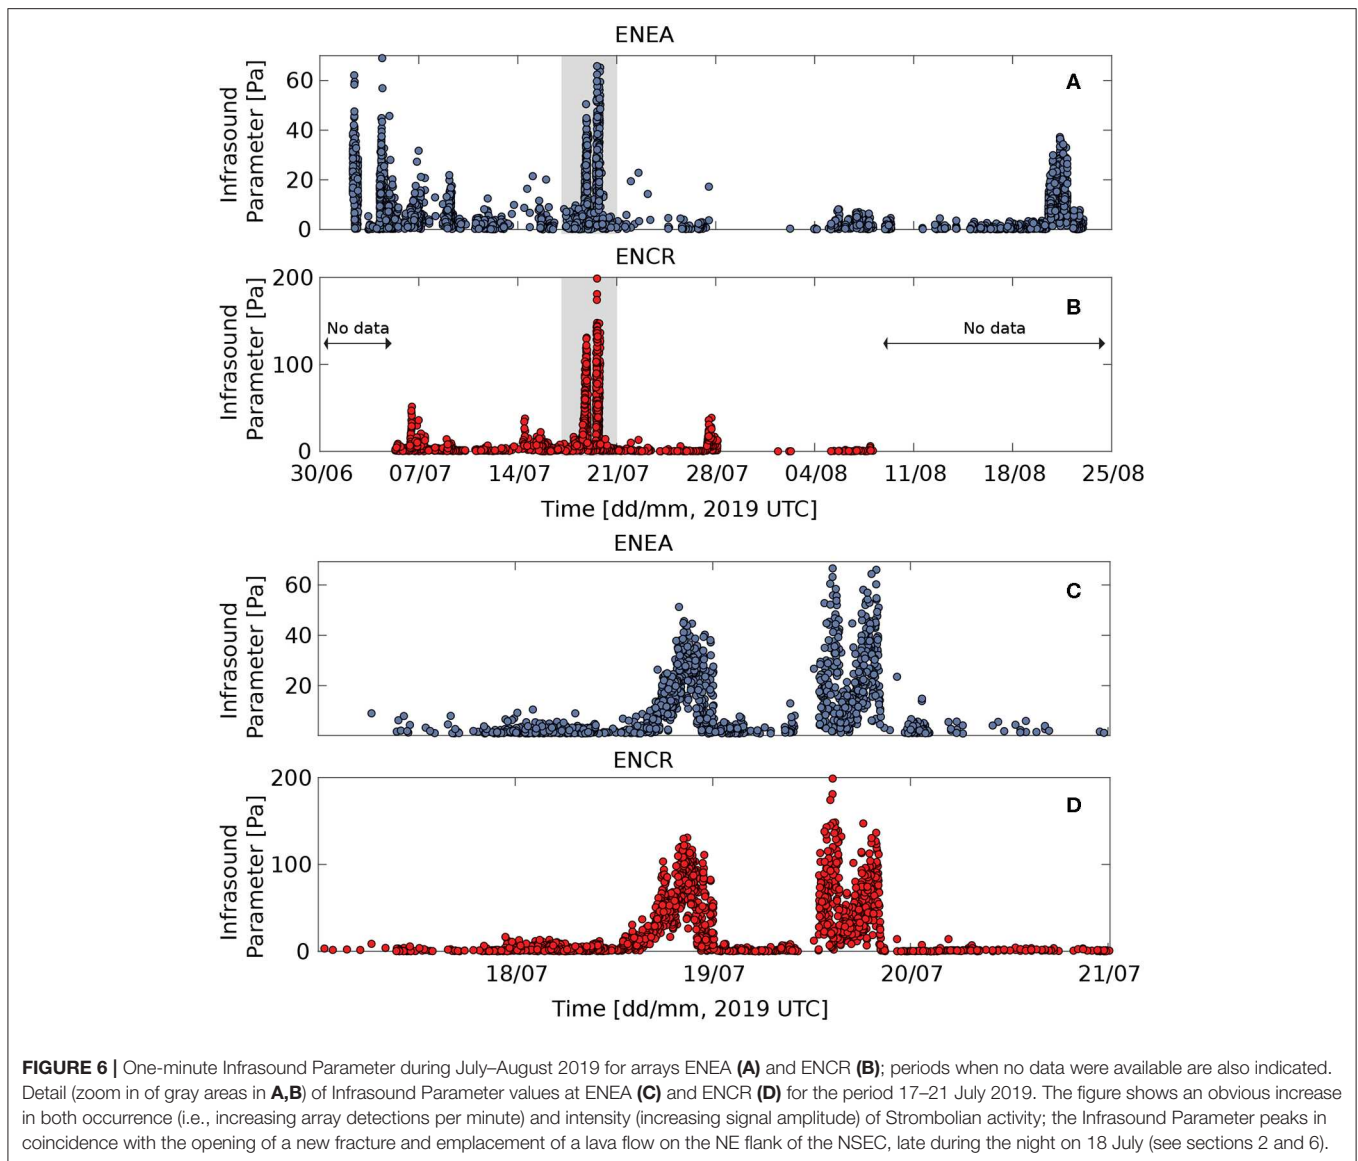 ENEA
Infrasound
Parameter [Pa]
60
40
20
0
A
ENCR
Infrasound
Parameter [Pa]
200
100
0
B
No data
No data
30/06 07/07 14/07 21/07 28/07 04/08 11/08 18/08 25/08
Time [dd/mm, 2019 UTC]
ENEA
Infrasound
Parameter [Pa]
60
40
20
C
ENCR
Infrasound
Parameter [Pa]
200
100
0
D
18/07 19/07 20/07 21/07
Time [dd/mm, 2019 UTC]
FIGURE 6 | One-minute Infrasound Parameter during July–August 2019 for arrays ENEA (A) and ENCR (B); periods when no data were available are also indicated.
Detail (zoom in of gray areas in A,B) of Infrasound Parameter values at ENEA (C) and ENCR (D) for the period 17–21 July 2019. The figure shows an obvious increase
in both occurrence (i.e., increasing array detections per minute) and intensity (increasing signal amplitude) of Strombolian activity; the Infrasound Parameter peaks in
coincidence with the opening of a new fracture and emplacement of a lava flow on the NE flank of the NSEC, late during the night on 18 July (see sections 2 and 6).